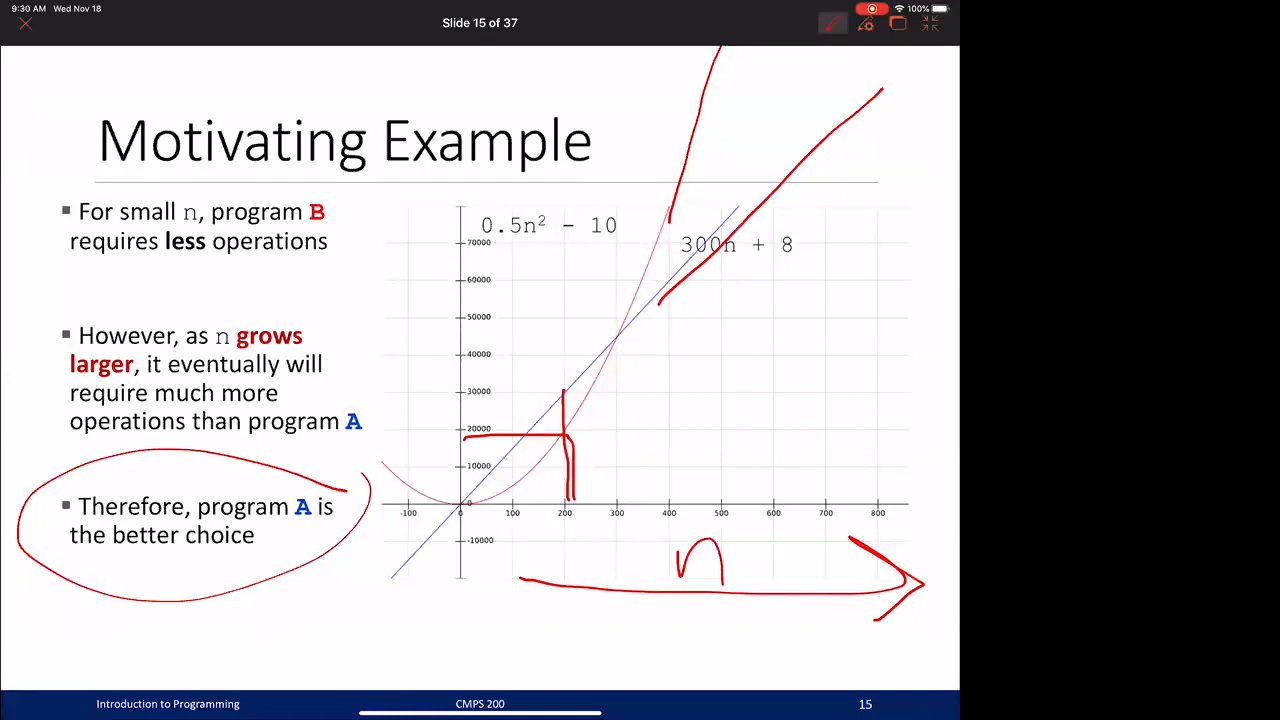 9:30 AM Wed Nov 18
100%
Slide 15 of 37
Motivating Example
▪ For small n, program B
requires less operations
▪ However, as n grows
larger, it eventually will
require much more
operations than program A
▪ Therefore, program A is
the better choice
0.5n² - 10
300n + 8
70000
60000
50000
40000
30000
20000
10000
0
-100 0 100 200 300 400 500 600 700 800
-10000
n
Introduction to Programming
CMPS 200
15